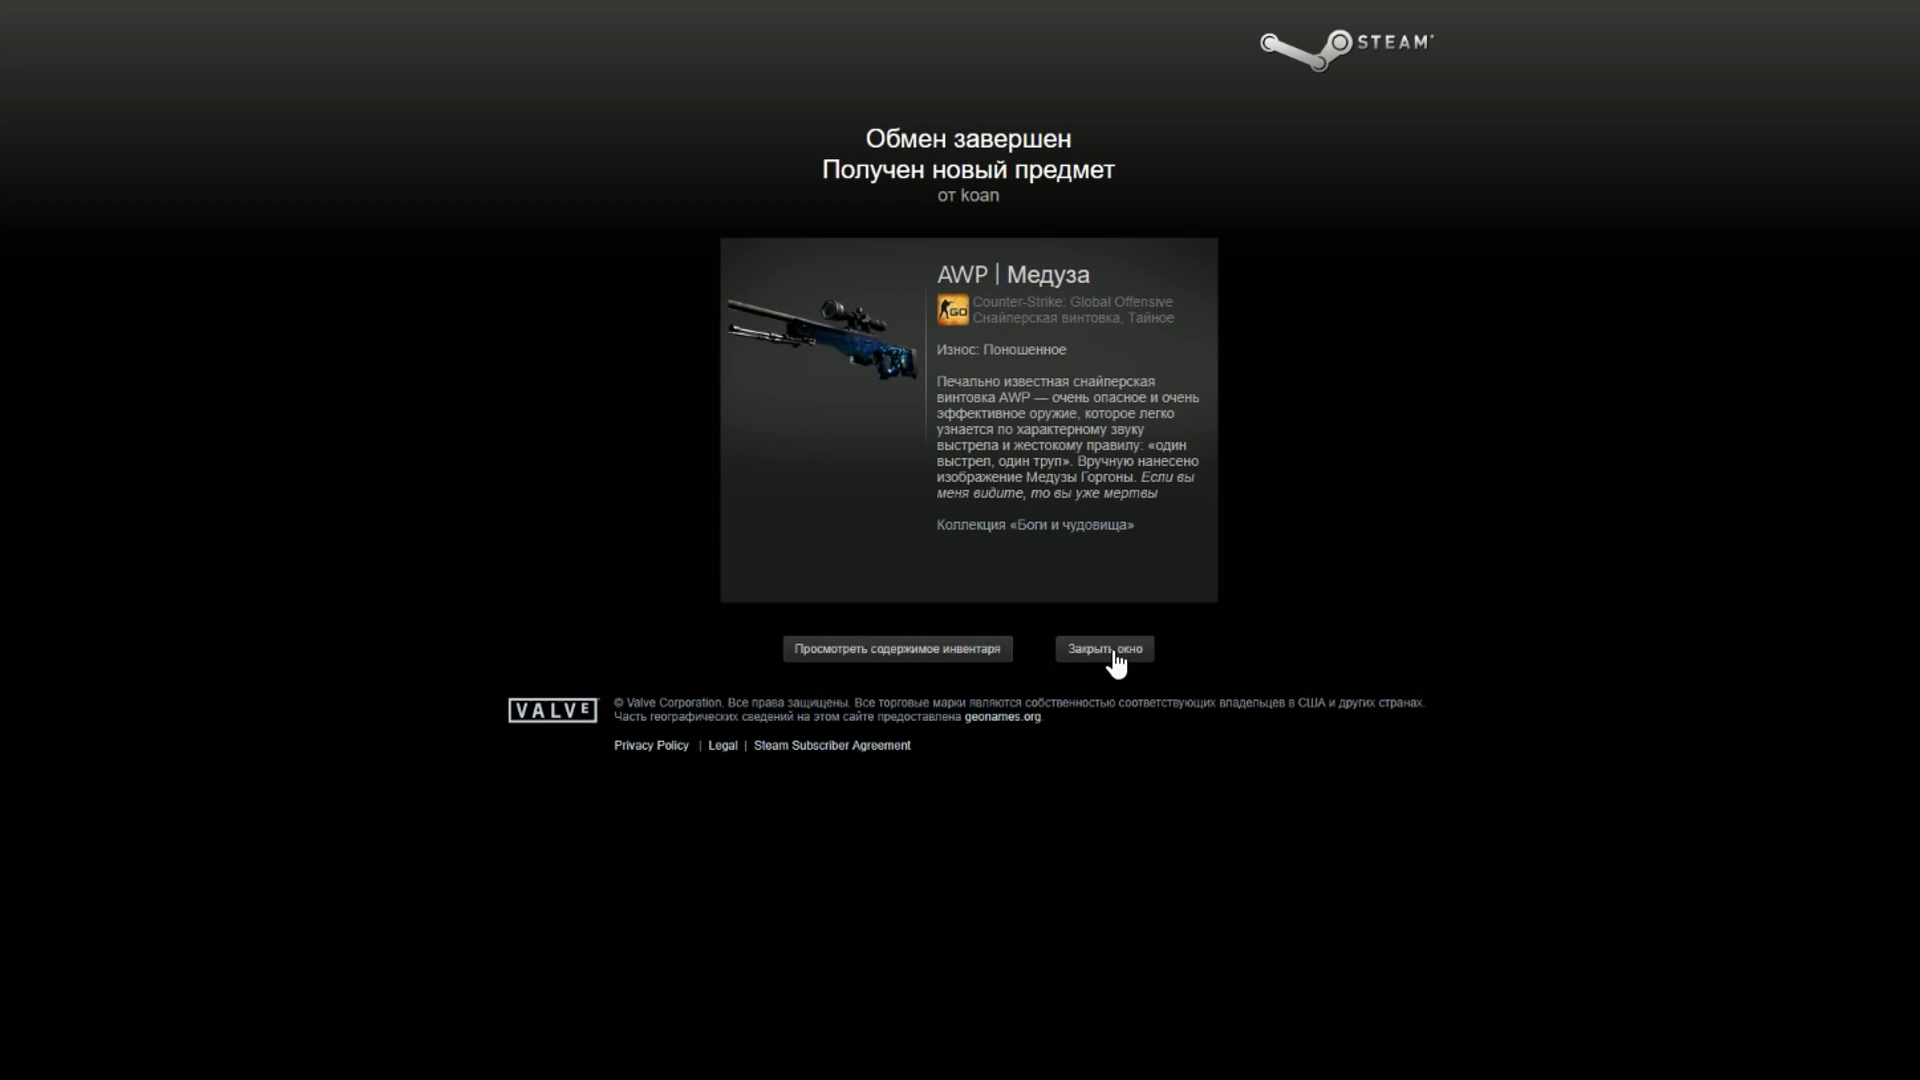 STEAM
Обмен завершен
Получен новый предмет
от koan
AWP | Медуза
Counter-Strike: Global Offensive
Снайперская винтовка, Тайное
GO
Износ: Поношенное
Печально известная снайперская
винтовка AWP — очень опасное и очень
эффективное оружие, которое легко
узнается по характерному звуку
выстрела и жестокому правилу: «один
выстрел, один труп». Вручную нанесено
изображение Медузы Горгоны. Если вы
меня видите, то вы уже мертвы
Коллекция «Боги и чудовища»
Просмотреть содержимое инвентаря
Закрыть окно
VALVE
© Valve Corporation. Все права защищены. Все торговые марки являются собственностью соответствующих владельцев в США и других странах.
Часть географических сведений на этом сайте предоставлена geonames.org.
Privacy Policy | Legal | Steam Subscriber Agreement